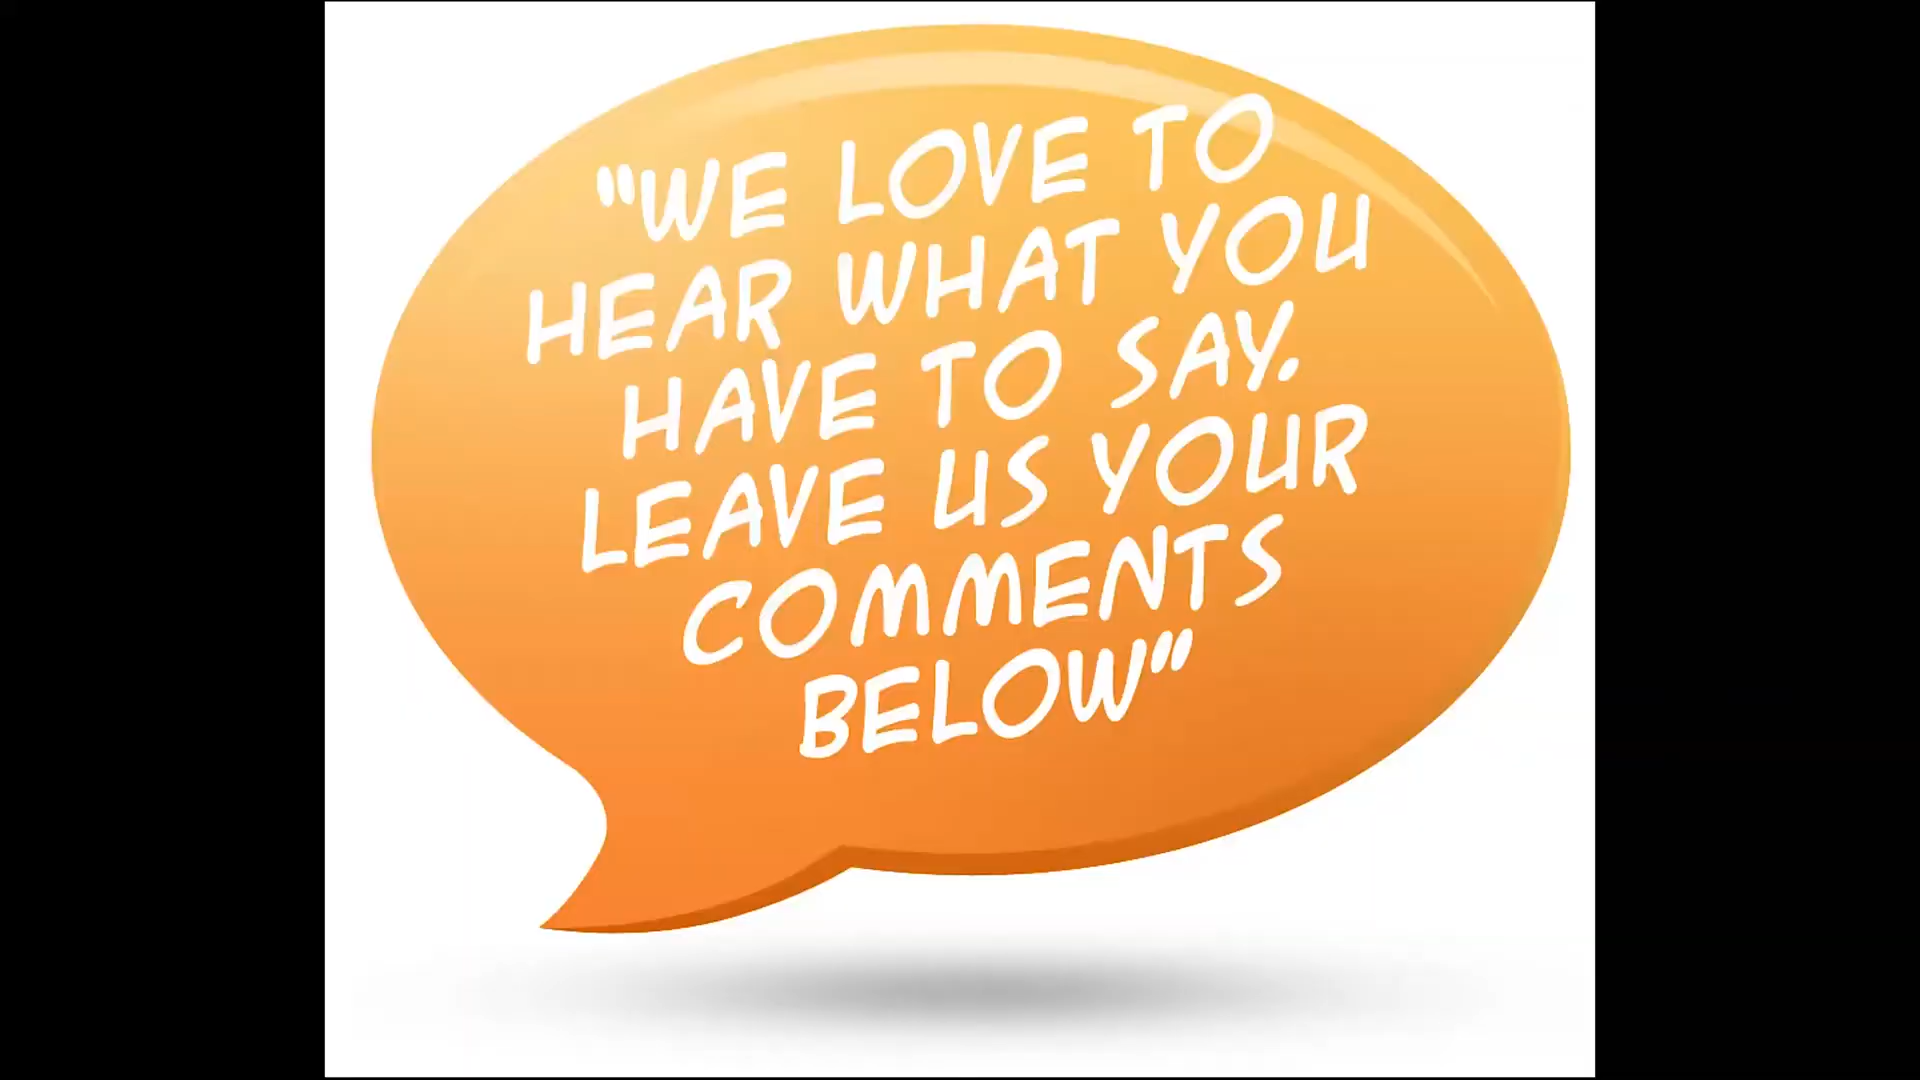 "WE LOVE TO
HEAR WHAT YOU
HAVE TO SAY.
LEAVE US YOUR
COMMENTS
BELOW"